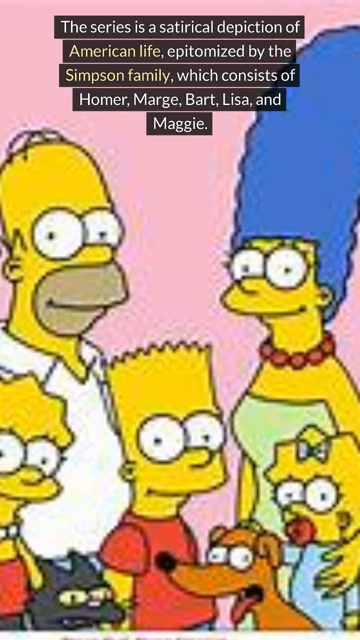 The series is a satirical depiction of
American life, epitomized by the
Simpson family, which consists of
Homer, Marge, Bart, Lisa, and
Maggie.